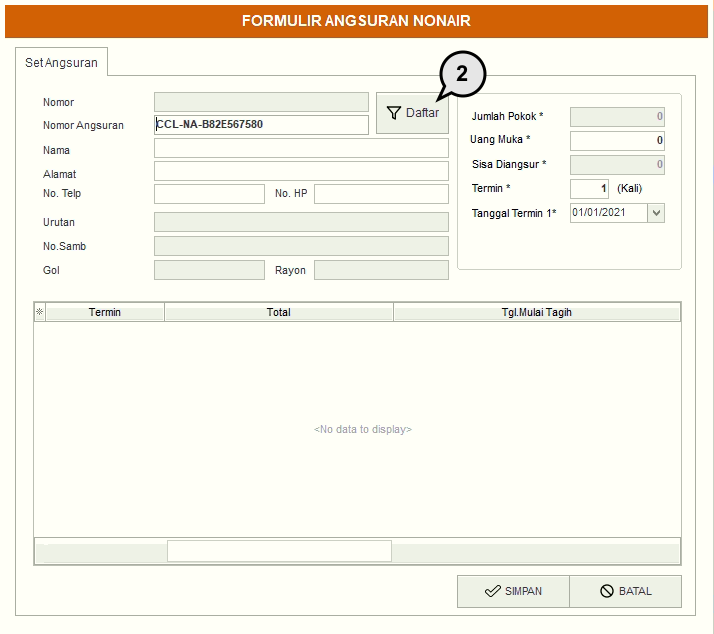 FORMULIR ANGSURAN NONAIR
Set Angsuran
2
Nomor
Nomor Angsuran CCL-NA-B82E567580
Daftar
Nama
Alamat
No. Telp No. HP
Urutan
No.Samb
Gol Rayon
Jumlah Pokok * 0
Uang Muka * 0
Sisa Diangsur * 0
Termin * 1 (Kali)
Tanggal Termin 1* 01/01/2021
Termin Total Tgl.Mulai Tagih
<No data to display>
SIMPAN BATAL